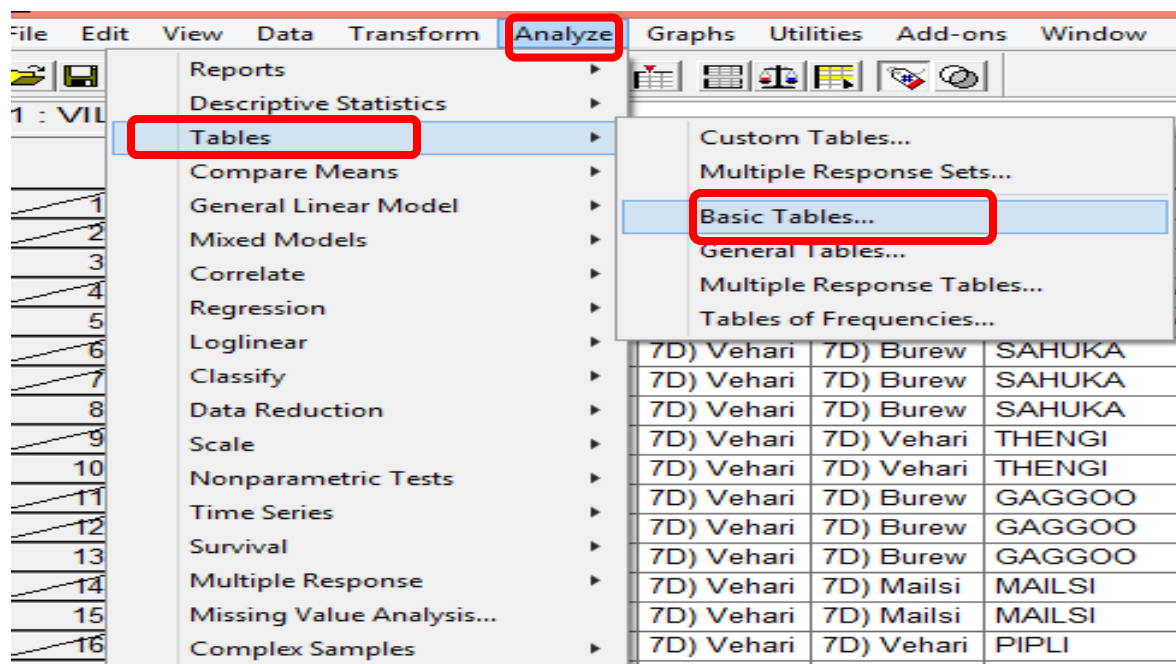 File Edit View Data Transform Analyze Graphs Utilities Add-ons Window
1 : VIL
Reports
Descriptive Statistics
Tables
Compare Means
General Linear Model
Mixed Models
Correlate
Regression
Loglinear
Classify
Data Reduction
Scale
Nonparametric Tests
Time Series
Survival
Multiple Response
Missing Value Analysis...
Complex Samples
Custom Tables...
Multiple Response Sets...
Basic Tables...
General Tables...
Multiple Response Tables...
Tables of Frequencies...
1
2
3
4
5
6 7D) Vehari 7D) Burew SAHUKA
7 7D) Vehari 7D) Burew SAHUKA
8 7D) Vehari 7D) Burew SAHUKA
9 7D) Vehari 7D) Vehari THENGI
10 7D) Vehari 7D) Vehari THENGI
11 7D) Vehari 7D) Burew GAGGOO
12 7D) Vehari 7D) Burew GAGGOO
13 7D) Vehari 7D) Burew GAGGOO
14 7D) Vehari 7D) Mailsi MAILSI
15 7D) Vehari 7D) Mailsi MAILSI
16 7D) Vehari 7D) Vehari PIPLI